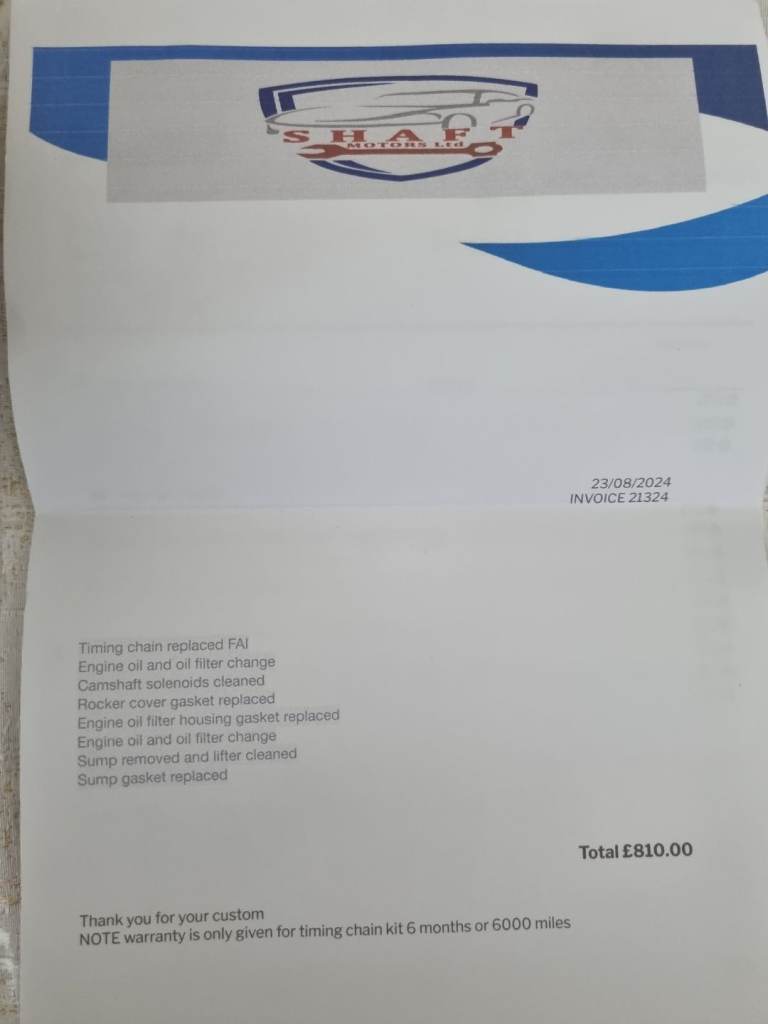 SHAFT
MOTORS Ltd
23/08/2024
INVOICE 21324
Timing chain replaced FAI
Engine oil and oil filter change
Camshaft solenoids cleaned
Rocker cover gasket replaced
Engine oil filter housing gasket replaced
Engine oil and oil filter change
Sump removed and lifter cleaned
Sump gasket replaced
Total £810.00
Thank you for your custom
NOTE warranty is only given for timing chain kit 6 months or 6000 miles